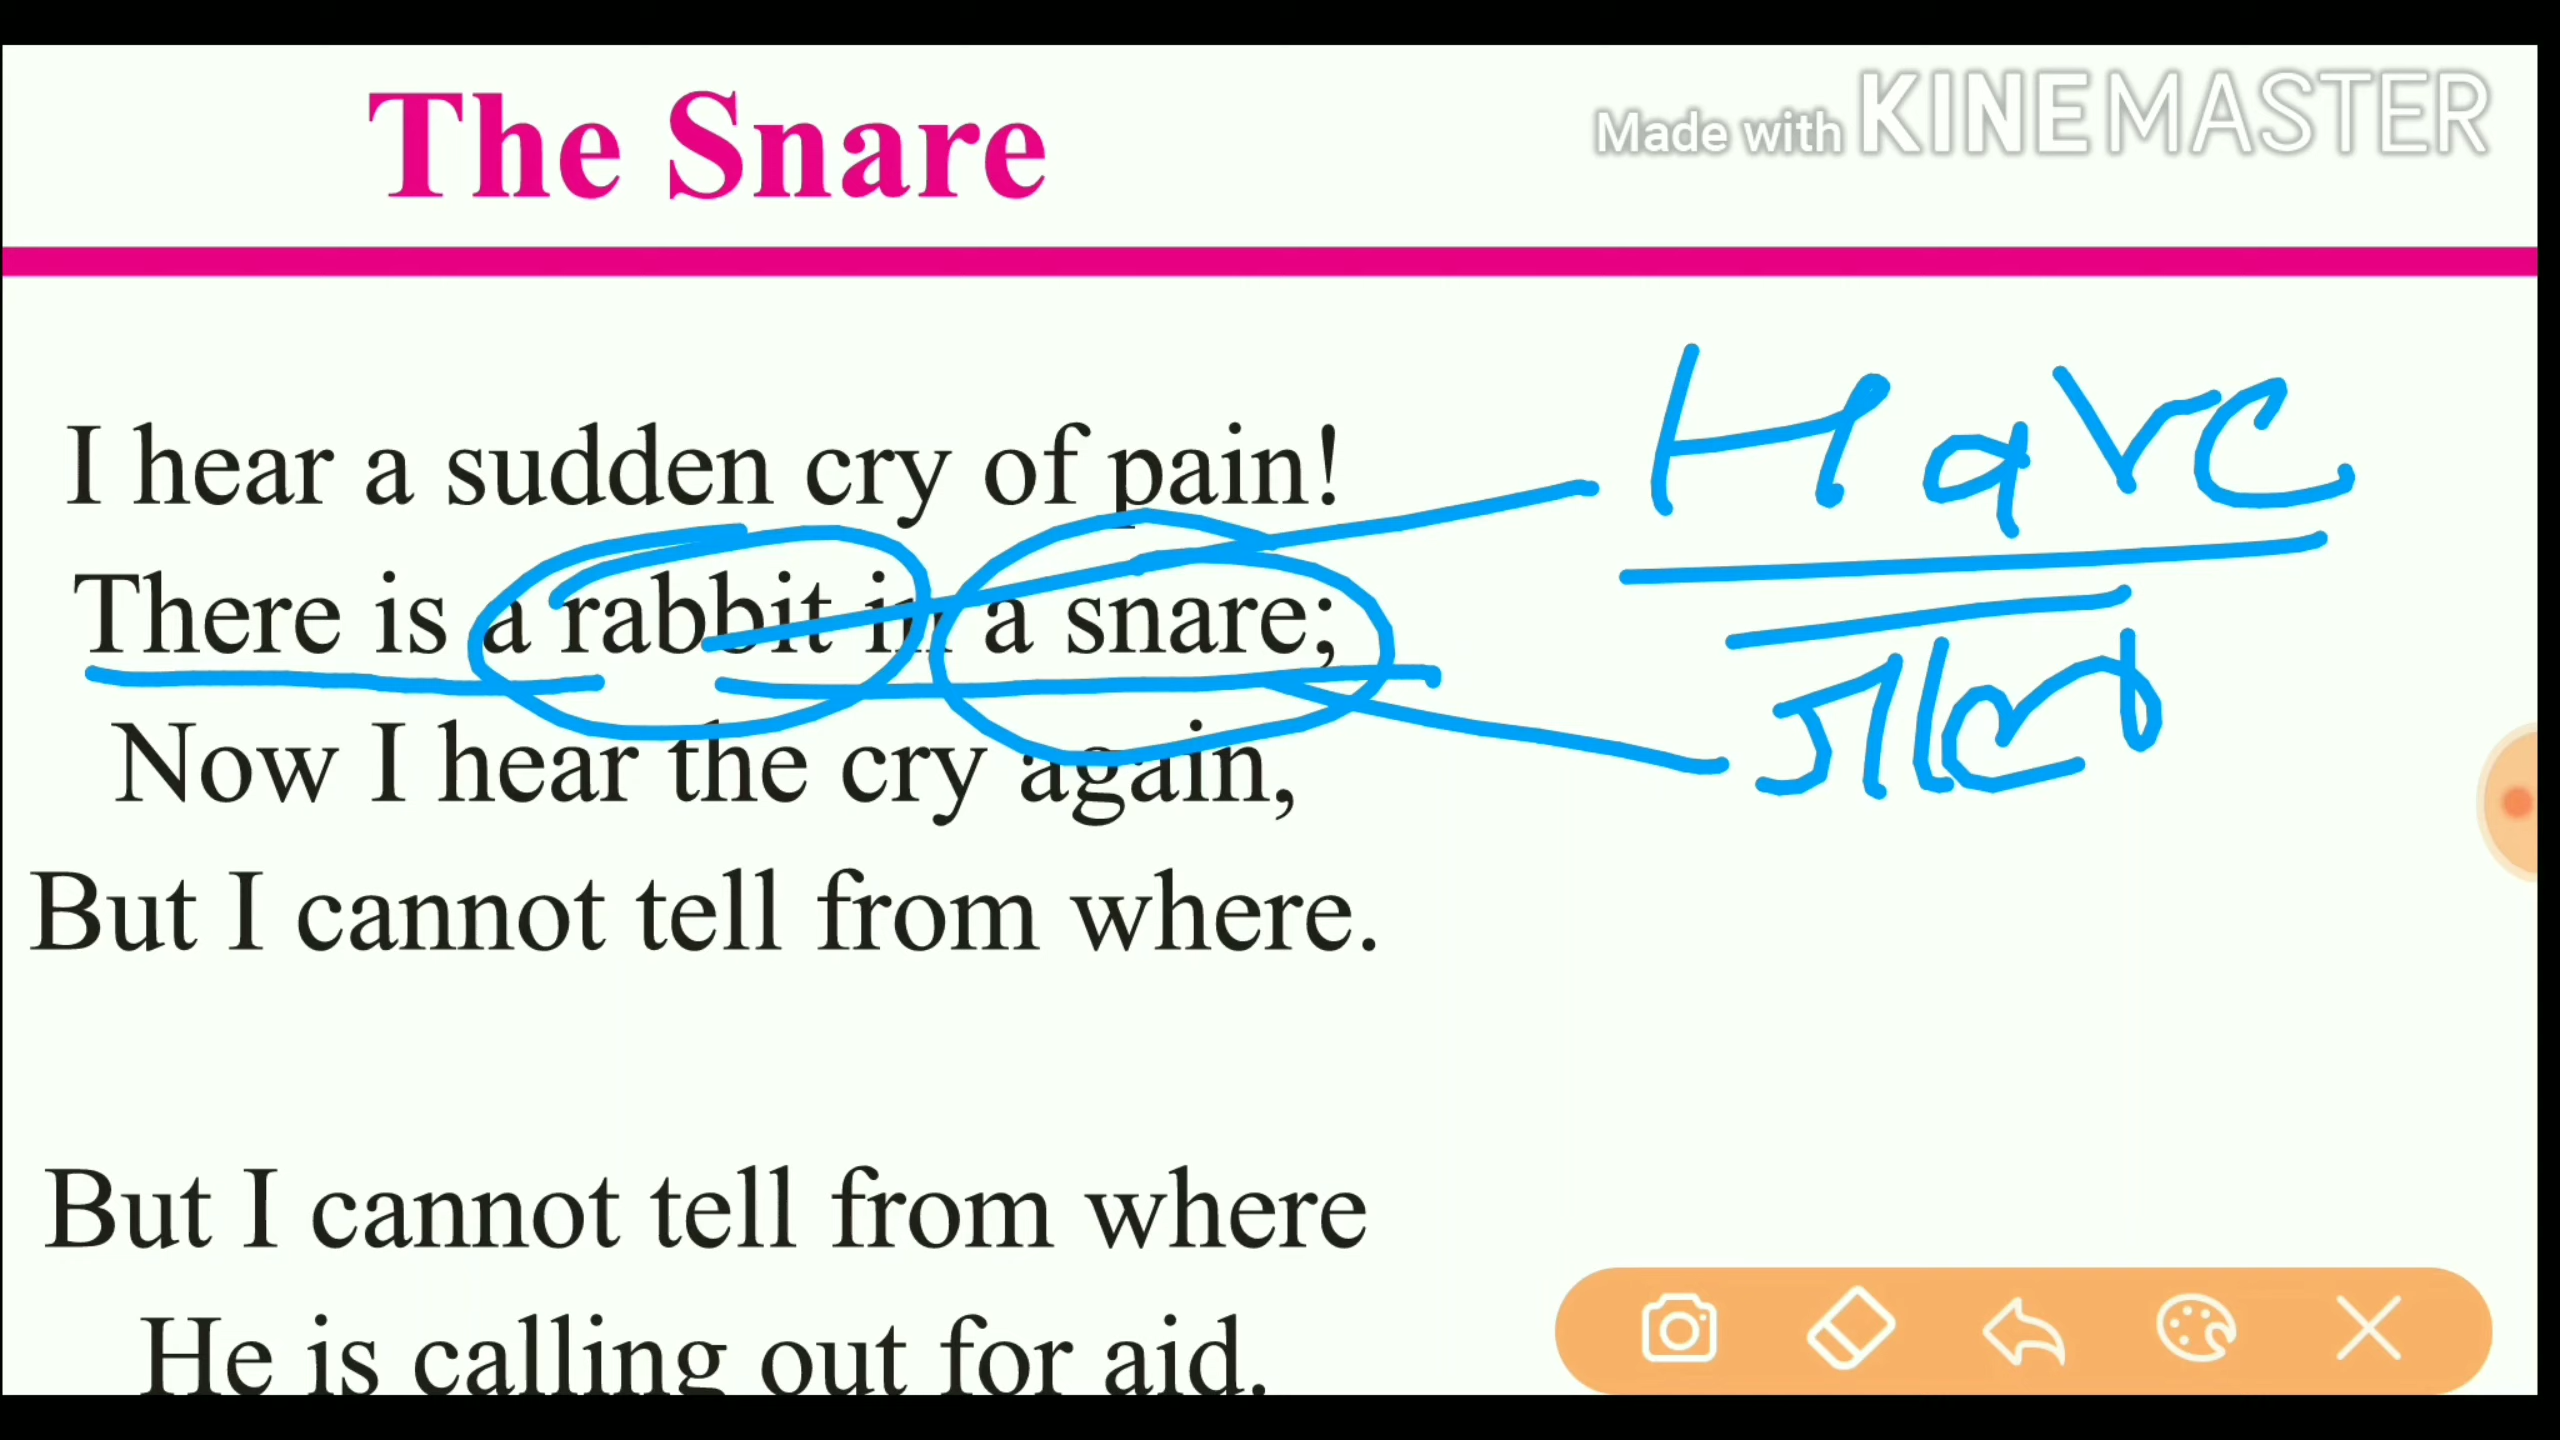 The Snare
Made with KINEMASTER
I hear a sudden cry of pain!
There is a rabbit in a snare;
Now I hear the cry again,
But I cannot tell from where.
But I cannot tell from where
He is calling out for aid.